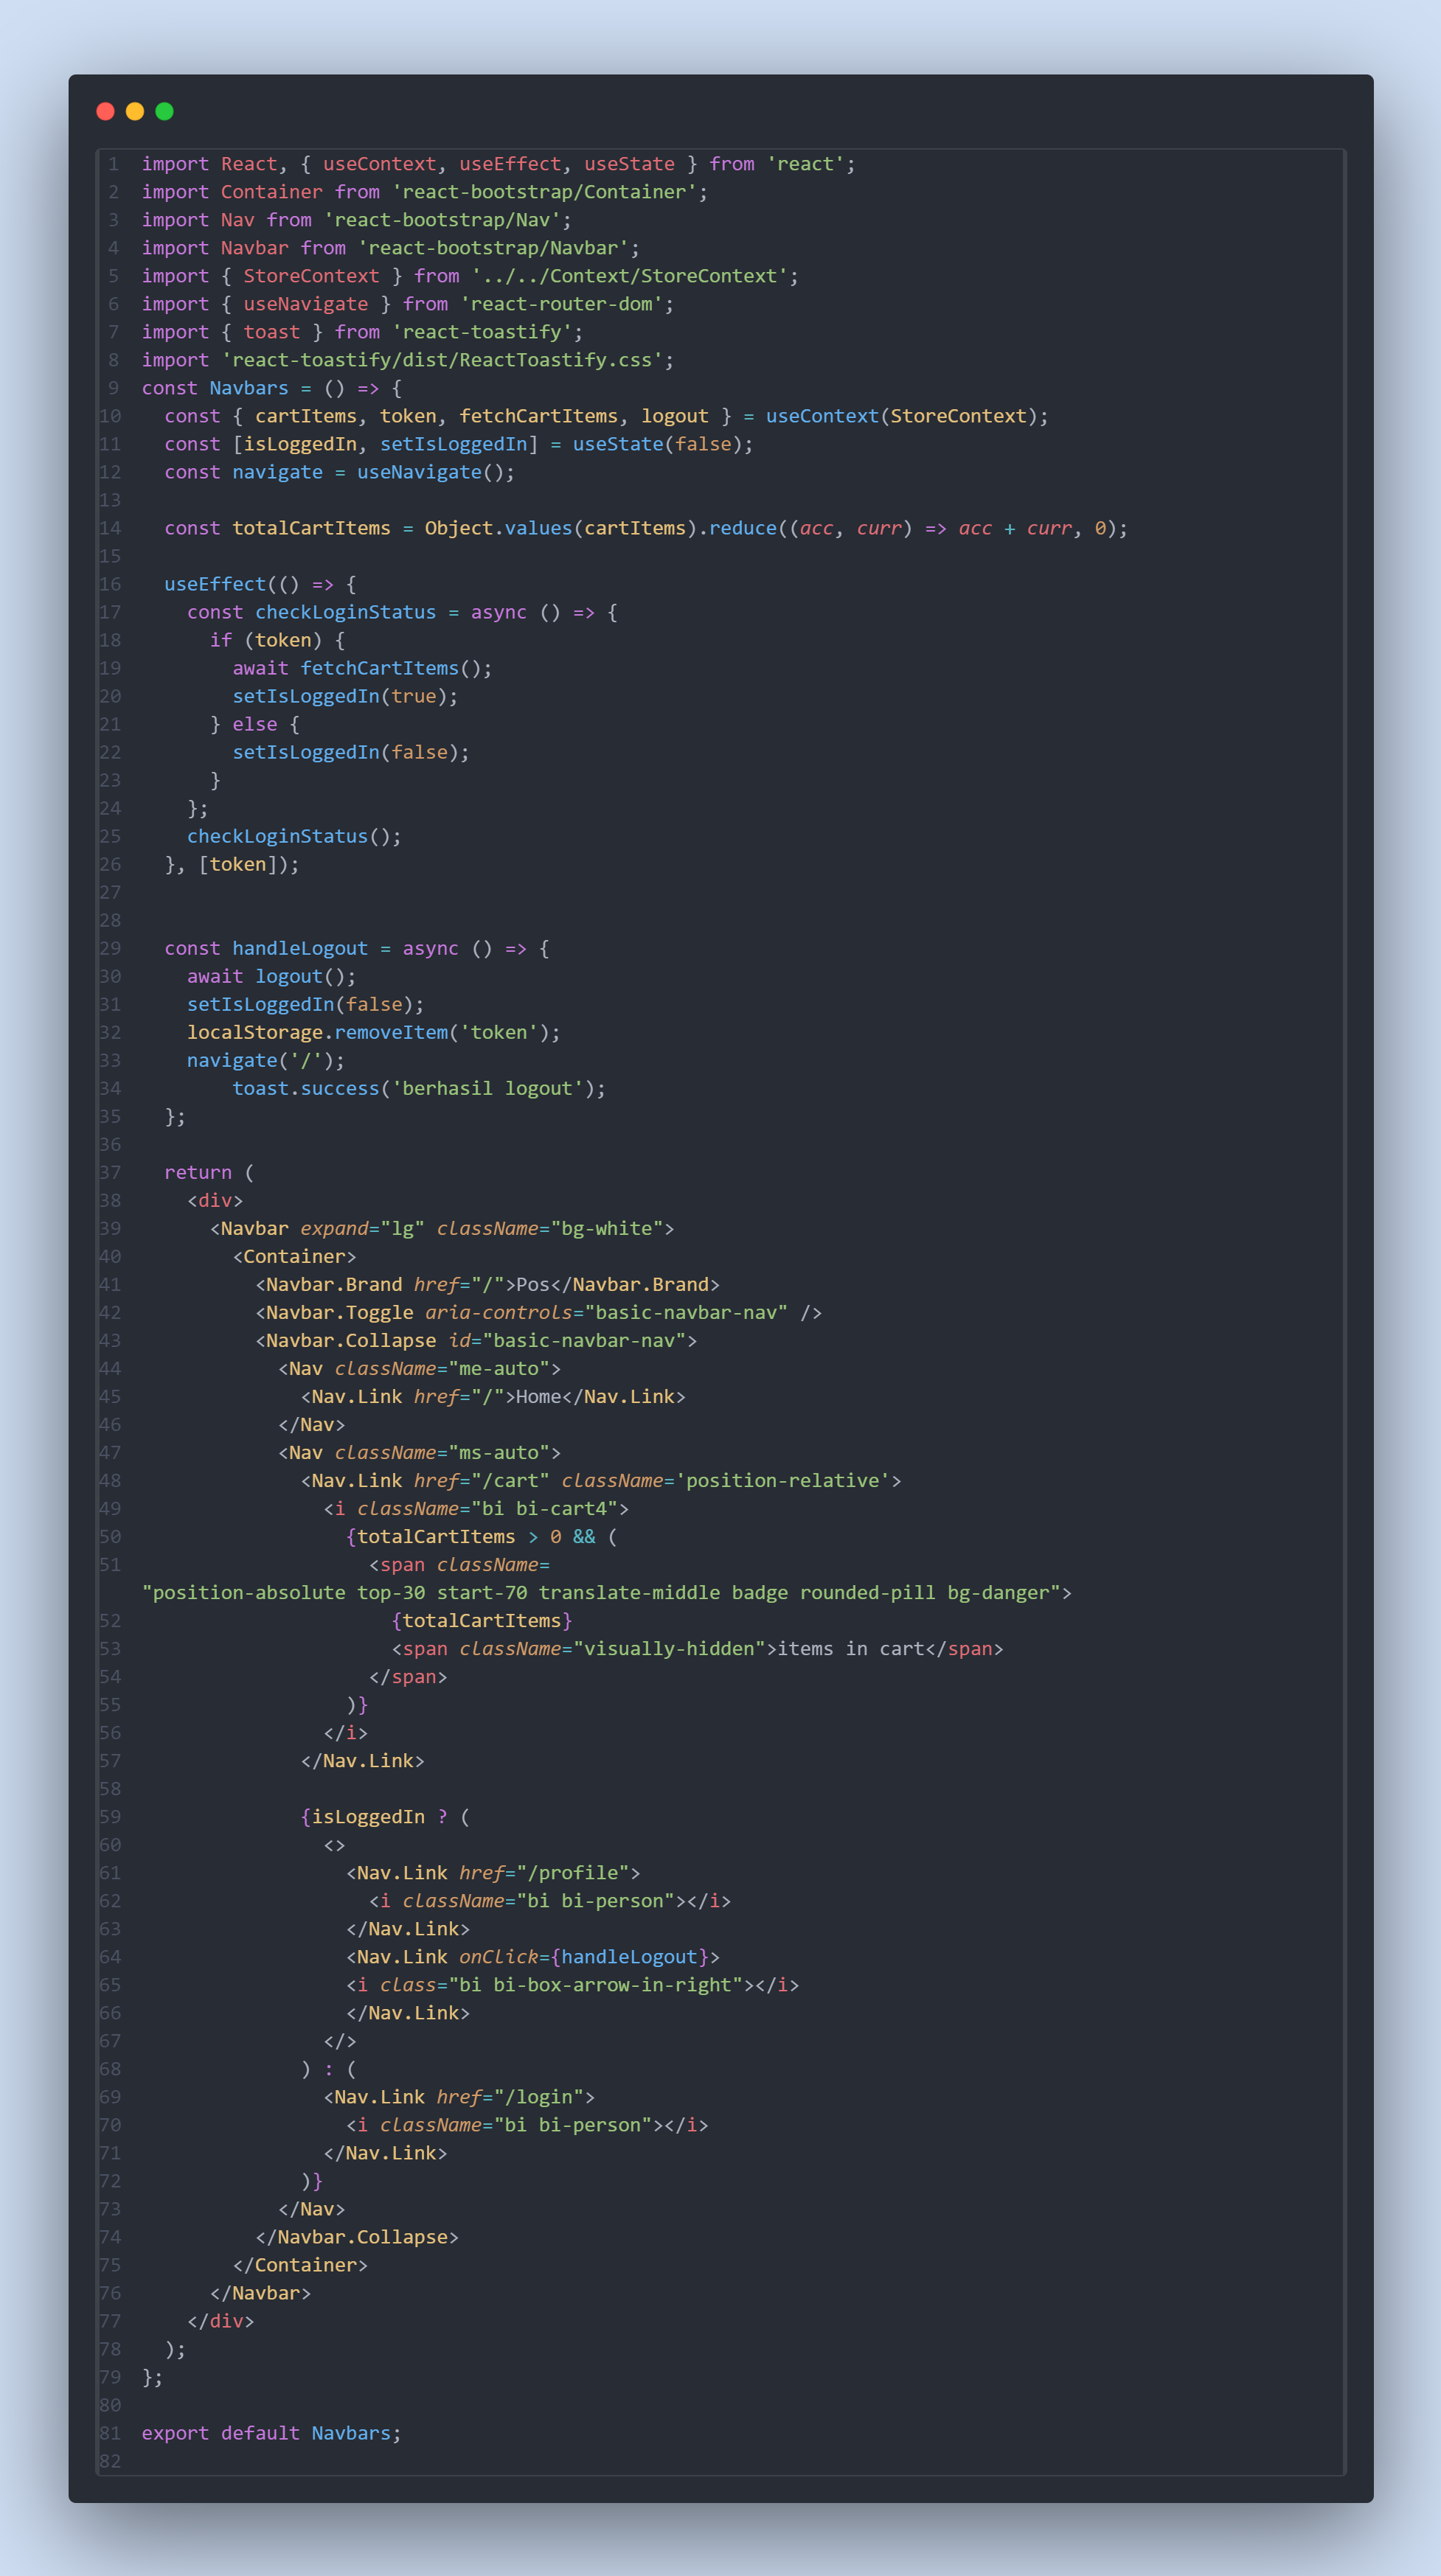 1 import React, { useContext, useEffect, useState } from 'react';
2 import Container from 'react-bootstrap/Container';
3 import Nav from 'react-bootstrap/Nav';
4 import Navbar from 'react-bootstrap/Navbar';
5 import { StoreContext } from '../../Context/StoreContext';
6 import { useNavigate } from 'react-router-dom';
7 import { toast } from 'react-toastify';
8 import 'react-toastify/dist/ReactToastify.css';
9 const Navbars = () => {
10   const { cartItems, token, fetchCartItems, logout } = useContext(StoreContext);
11   const [isLoggedIn, setIsLoggedIn] = useState(false);
12   const navigate = useNavigate();
13
14   const totalCartItems = Object.values(cartItems).reduce((acc, curr) => acc + curr, 0);
15
16   useEffect(() => {
17     const checkLoginStatus = async () => {
18       if (token) {
19         await fetchCartItems();
20         setIsLoggedIn(true);
21       } else {
22         setIsLoggedIn(false);
23       }
24     };
25     checkLoginStatus();
26   }, [token]);
27
28
29   const handleLogout = async () => {
30     await logout();
31     setIsLoggedIn(false);
32     localStorage.removeItem('token');
33     navigate('/');
34         toast.success('berhasil logout');
35   };
36
37   return (
38     <div>
39       <Navbar expand="lg" className="bg-white">
40         <Container>
41           <Navbar.Brand href="/">Pos</Navbar.Brand>
42           <Navbar.Toggle aria-controls="basic-navbar-nav" />
43           <Navbar.Collapse id="basic-navbar-nav">
44             <Nav className="me-auto">
45               <Nav.Link href="/">Home</Nav.Link>
46             </Nav>
47             <Nav className="ms-auto">
48               <Nav.Link href="/cart" className='position-relative'>
49                 <i className="bi bi-cart4">
50                   {totalCartItems > 0 && (
51                     <span className=
"position-absolute top-30 start-70 translate-middle badge rounded-pill bg-danger">
52                       {totalCartItems}
53                       <span className="visually-hidden">items in cart</span>
54                     </span>
55                   )}
56                 </i>
57               </Nav.Link>
58
59               {isLoggedIn ? (
60                 <>
61                   <Nav.Link href="/profile">
62                     <i className="bi bi-person"></i>
63                   </Nav.Link>
64                   <Nav.Link onClick={handleLogout}>
65                   <i class="bi bi-box-arrow-in-right"></i>
66                   </Nav.Link>
67                 </>
68               ) : (
69                 <Nav.Link href="/login">
70                   <i className="bi bi-person"></i>
71                 </Nav.Link>
72               )}
73             </Nav>
74           </Navbar.Collapse>
75         </Container>
76       </Navbar>
77     </div>
78   );
79 };
80
81 export default Navbars;
82